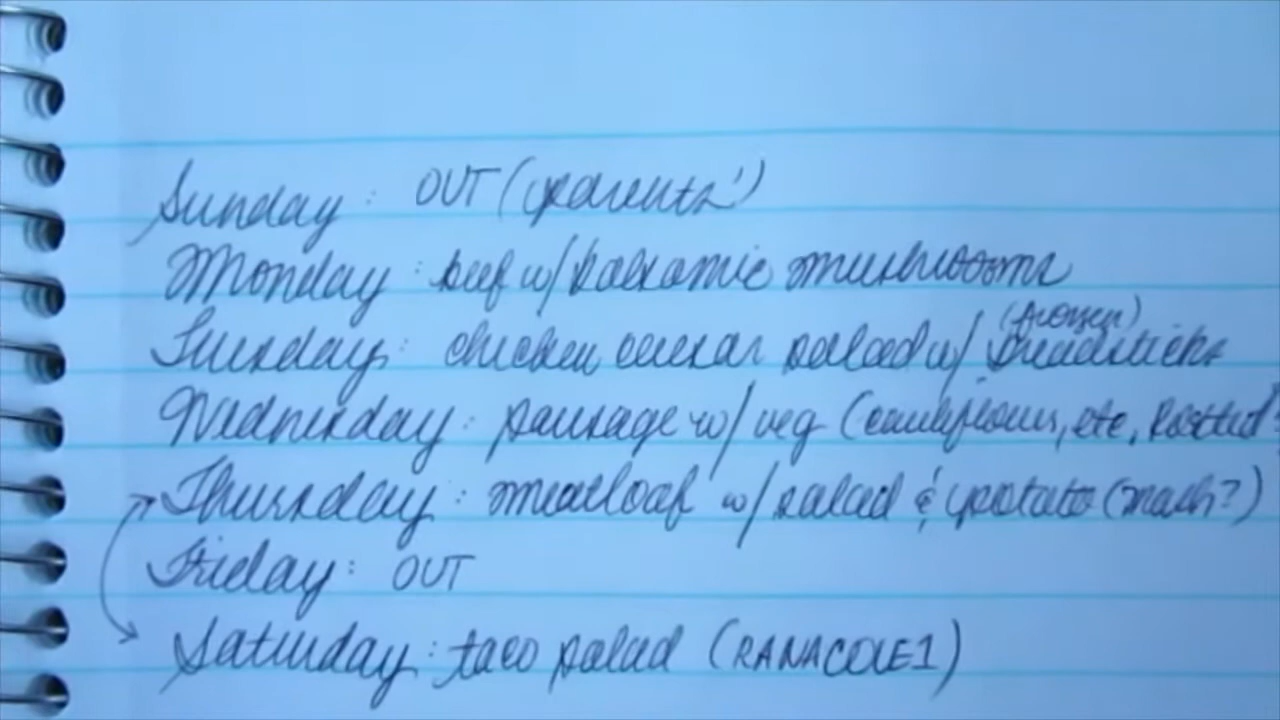 Sunday: OUT (parents')
Monday: beef w/ balsamic mushrooms
(frozen)
Tuesday: chicken caesar salad w/ breadsticks
Wednesday: sausage w/ veg (cauliflower, etc, Roasted?
Thursday: meatloaf w/ salad & potato (mash?)
Friday: OUT
Saturday: taco salad (RANACOLE1)